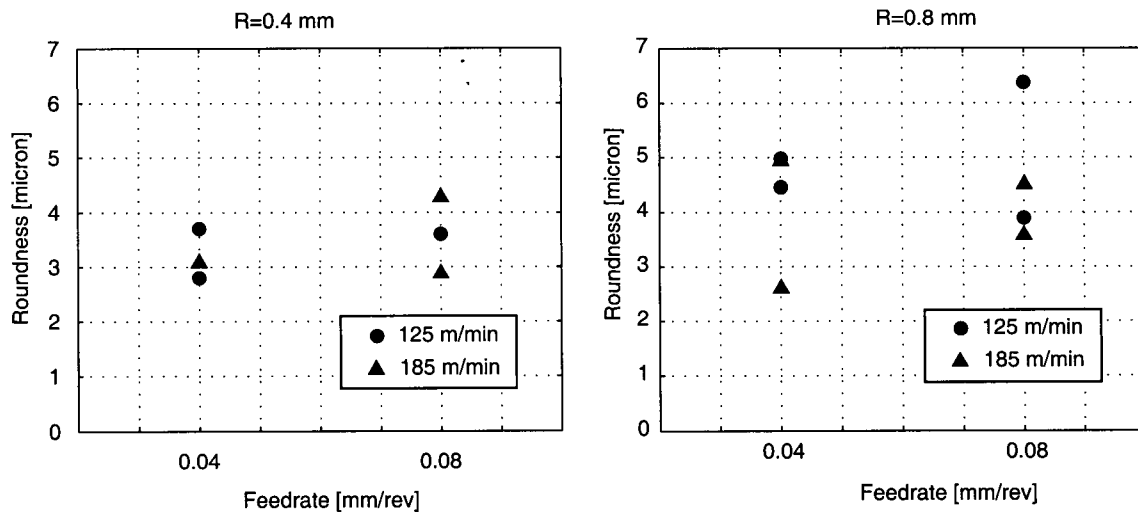 R=0.4 mm
7
6
5
4
3
2
1
0
Roundness [micron]
125 m/min
185 m/min
0.04
0.08
Feedrate [mm/rev]
R=0.8 mm
7
6
5
4
3
2
1
0
Roundness [micron]
125 m/min
185 m/min
0.04
0.08
Feedrate [mm/rev]